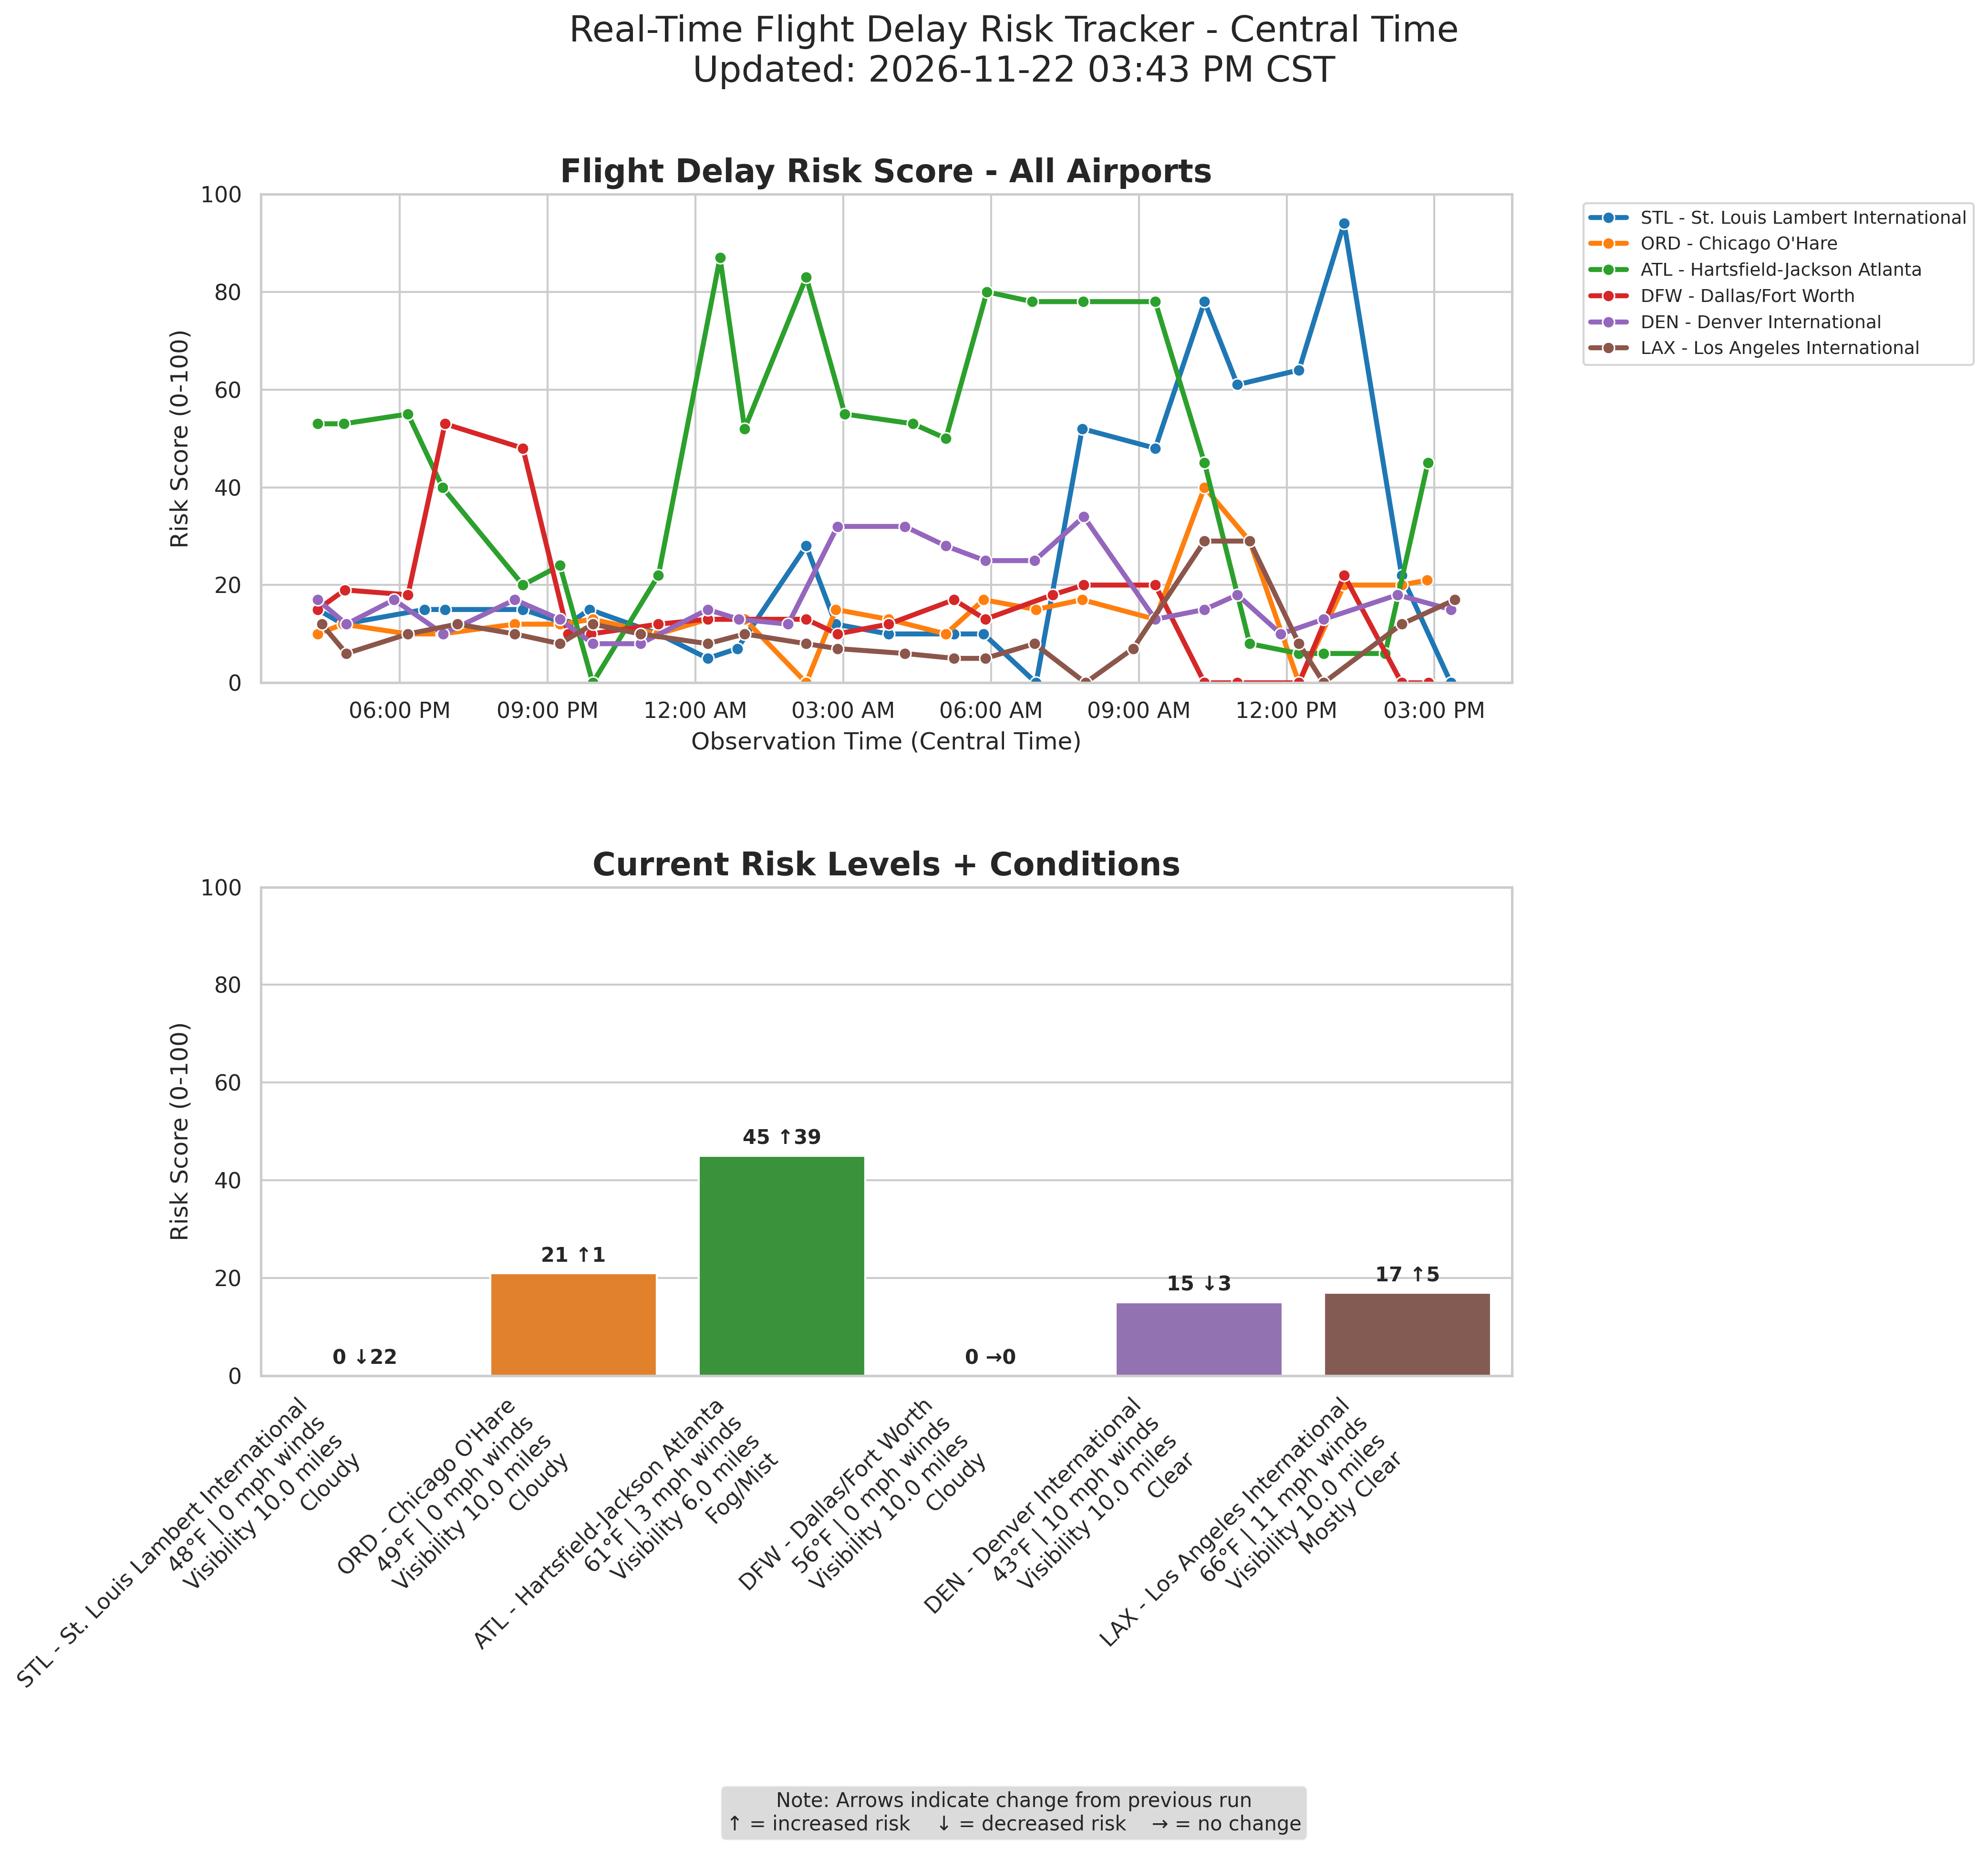 Real-Time Flight Delay Risk Tracker - Central Time
Updated: 2026-11-22 03:43 PM CST
Flight Delay Risk Score - All Airports
100
80
60
40
20
0
Risk Score (0-100)
06:00 PM
09:00 PM
12:00 AM
03:00 AM
06:00 AM
09:00 AM
12:00 PM
03:00 PM
Observation Time (Central Time)
STL - St. Louis Lambert International
ORD - Chicago O'Hare
ATL - Hartsfield-Jackson Atlanta
DFW - Dallas/Fort Worth
DEN - Denver International
LAX - Los Angeles International
Current Risk Levels + Conditions
100
80
60
40
20
0
Risk Score (0-100)
0 ↓22
21 ↑1
45 ↑39
0 →0
15 ↓3
17 ↑5
STL - St. Louis Lambert International
48°F | 0 mph winds
Visibility 10.0 miles
Cloudy
ORD - Chicago O'Hare
49°F | 0 mph winds
Visibility 10.0 miles
Cloudy
ATL - Hartsfield-Jackson Atlanta
61°F | 3 mph winds
Visibility 6.0 miles
Fog/Mist
DFW - Dallas/Fort Worth
56°F | 0 mph winds
Visibility 10.0 miles
Cloudy
DEN - Denver International
43°F | 10 mph winds
Visibility 10.0 miles
Clear
LAX - Los Angeles International
66°F | 11 mph winds
Visibility 10.0 miles
Mostly Clear
Note: Arrows indicate change from previous run
↑ = increased risk ↓ = decreased risk → = no change